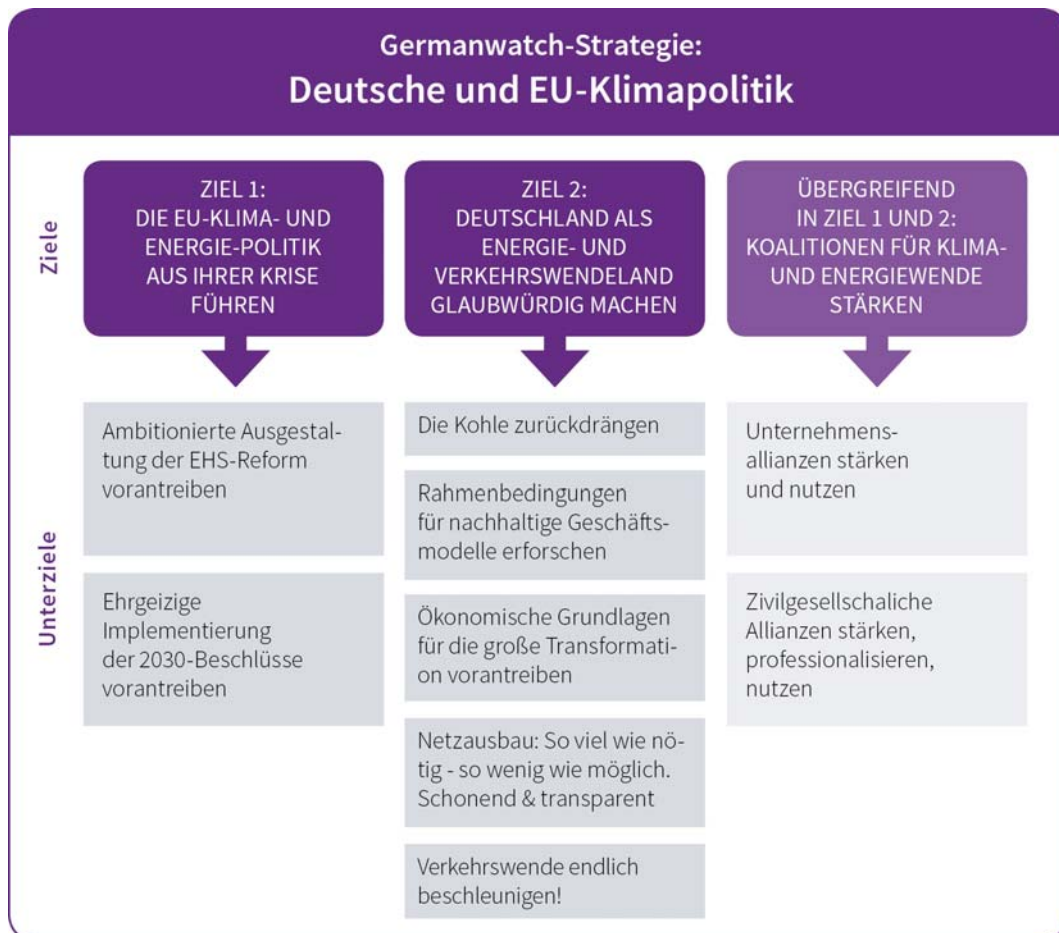 Germanwatch-Strategie:
Deutsche und EU-Klimapolitik
Ziele
ZIEL 1:
DIE EU-KLIMA- UND
ENERGIE-POLITIK
AUS IHRER KRISE
FÜHREN
ZIEL 2:
DEUTSCHLAND ALS
ENERGIE- UND
VERKEHRSWENDELAND
GLAUBWÜRDIG MACHEN
ÜBERGREIFEND
IN ZIEL 1 UND 2:
KOALITIONEN FÜR KLIMA-
UND ENERGIEWENDE
STÄRKEN
Unterziele
Ambitionierte Ausgestal-
tung der EHS-Reform
vorantreiben
Ehrgeizige
Implementierung
der 2030-Beschlüsse
vorantreiben
Die Kohle zurückdrängen
Rahmenbedingungen
für nachhaltige Geschäfts-
modelle erforschen
Ökonomische Grundlagen
für die große Transformati-
on vorantreiben
Netzausbau: So viel wie nö-
tig - so wenig wie möglich.
Schonend & transparent
Verkehrswende endlich
beschleunigen!
Unternehmens-
allianzen stärken
und nutzen
Zivilgesellschaliche
Allianzen stärken,
professionalisieren,
nutzen